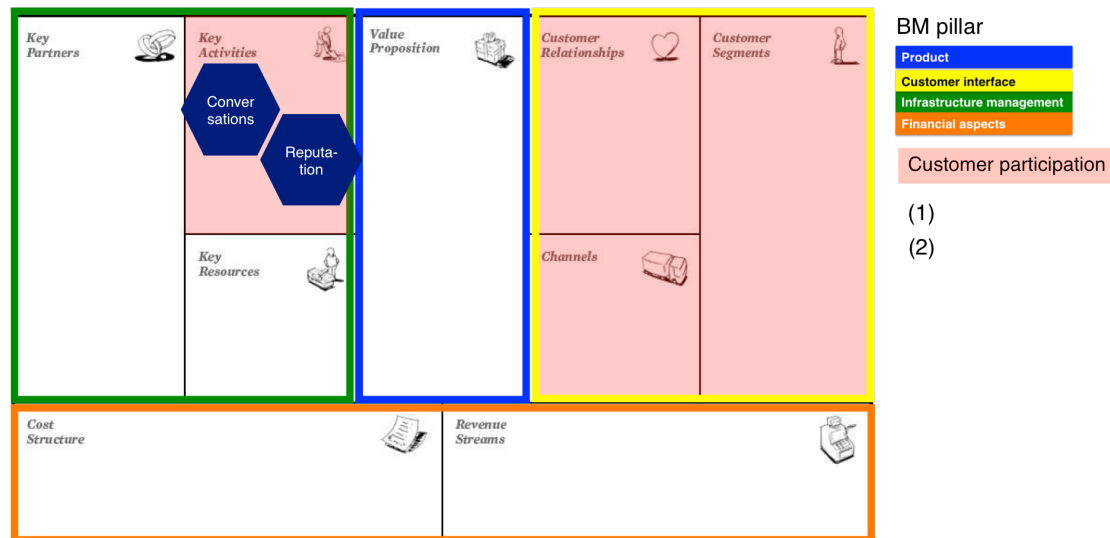 Key
Partners
Key
Activities
Conver
sations
Reputa-
tion
Key
Resources
Value
Proposition
Customer
Relationships
Customer
Segments
Channels
Cost
Structure
Revenue
Streams
BM pillar
Product
Customer interface
Infrastructure management
Financial aspects
Customer participation
(1)
(2)